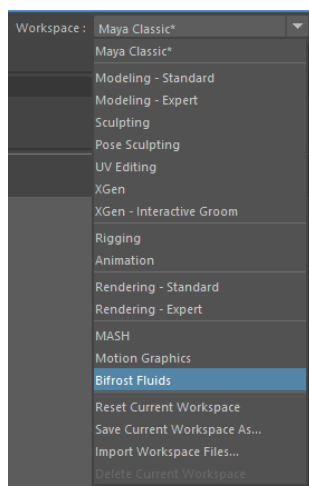 Workspace : Maya Classic*
Maya Classic*
Modeling - Standard
Modeling - Expert
Sculpting
Pose Sculpting
UV Editing
XGen
XGen - Interactive Groom
Rigging
Animation
Rendering - Standard
Rendering - Expert
MASH
Motion Graphics
Bifrost Fluids
Reset Current Workspace
Save Current Workspace As...
Import Workspace Files...
Delete Current Workspace